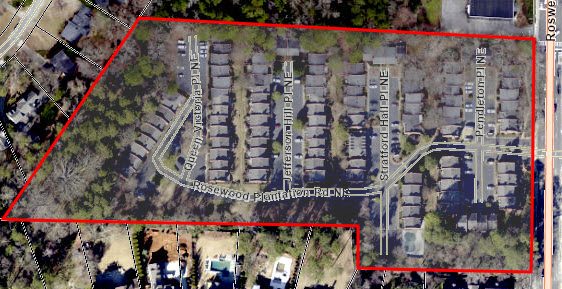 Roswe
Queen Victoria Pl NE
Jefferson Hill Pl NE
Stratford Hall Pl NE
Pendleton Pl NE
Rosewood Plantation Rd NE